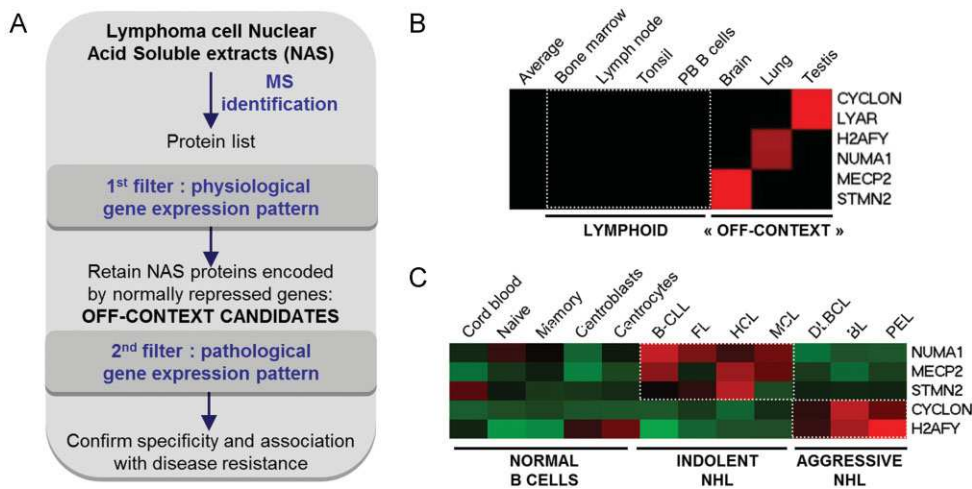 A
Lymphoma cell Nuclear
Acid Soluble extracts (NAS)
MS
identification
Protein list
1st filter : physiological
gene expression pattern
Retain NAS proteins encoded
by normally repressed genes:
OFF-CONTEXT CANDIDATES
2nd filter : pathological
gene expression pattern
Confirm specificity and association
with disease resistance
B
Average
Bone marrow
Lymph node
Tonsil
PB B cells
Brain
Lung
Testis
CYCLON
LYAR
H2AFY
NUMA1
MECP2
STMN2
LYMPHOID
« OFF-CONTEXT »
C
Cord blood
Naive
Memory
Centroblasts
Centrocytes
B-CLL
FL
HCL
MCL
DLBCL
BL
PEL
NUMA1
MECP2
STMN2
CYCLON
H2AFY
NORMAL
B CELLS
INDOLENT
NHL
AGGRESSIVE
NHL